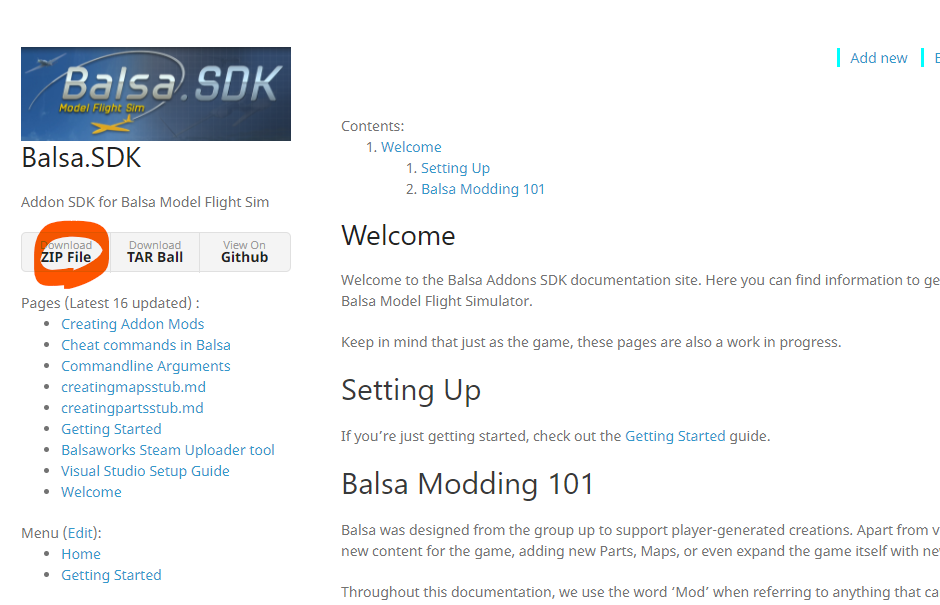 Balsa.SDK
Model Flight Sim
Balsa.SDK
Addon SDK for Balsa Model Flight Sim
Download
ZIP File
Download
TAR Ball
View On
Github
Pages (Latest 16 updated) :
Creating Addon Mods
Cheat commands in Balsa
Commandline Arguments
creatingmapsstub.md
creatingpartsstub.md
Getting Started
Balsaworks Steam Uploader tool
Visual Studio Setup Guide
Welcome
Menu (Edit):
Home
Getting Started
Add new
Contents:
1. Welcome
1. Setting Up
2. Balsa Modding 101
Welcome
Welcome to the Balsa Addons SDK documentation site. Here you can find information to ge
Balsa Model Flight Simulator.
Keep in mind that just as the game, these pages are also a work in progress.
Setting Up
If you’re just getting started, check out the Getting Started guide.
Balsa Modding 101
Balsa was designed from the group up to support player-generated creations. Apart from v
new content for the game, adding new Parts, Maps, or even expand the game itself with ne
Throughout this documentation, we use the word ‘Mod’ when referring to anything that ca